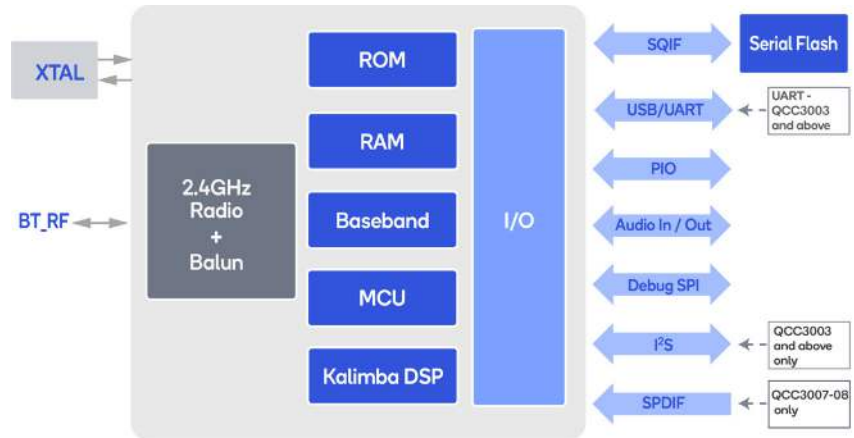 XTAL
BT_RF
2.4GHz
Radio
+
Balun
ROM
RAM
Baseband
MCU
Kalimba DSP
I/O
SQIF
Serial Flash
USB/UART
UART -
QCC3003
and above
PIO
Audio In / Out
Debug SPI
I²S
QCC3003
and above
only
SPDIF
QCC3007-08
only